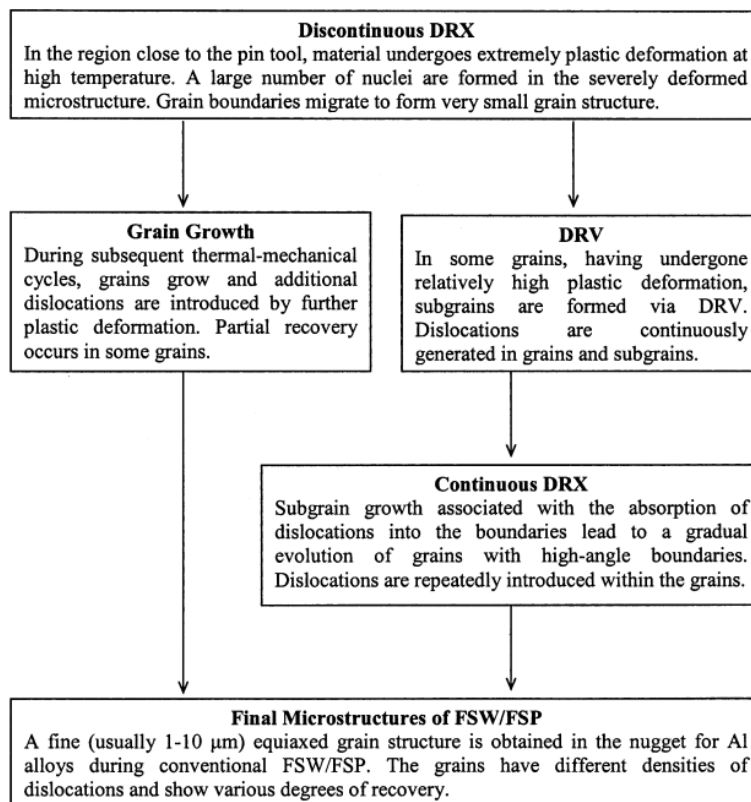 Discontinuous DRX
In the region close to the pin tool, material undergoes extremely plastic deformation at
high temperature. A large number of nuclei are formed in the severely deformed
microstructure. Grain boundaries migrate to form very small grain structure.
Grain Growth
During subsequent thermal-mechanical
cycles, grains grow and additional
dislocations are introduced by further
plastic deformation. Partial recovery
occurs in some grains.
DRV
In some grains, having undergone
relatively high plastic deformation,
subgrains are formed via DRV.
Dislocations are continuously
generated in grains and subgrains.
Continuous DRX
Subgrain growth associated with the absorption of
dislocations into the boundaries lead to a gradual
evolution of grains with high-angle boundaries.
Dislocations are repeatedly introduced within the grains.
Final Microstructures of FSW/FSP
A fine (usually 1-10 μm) equiaxed grain structure is obtained in the nugget for Al
alloys during conventional FSW/FSP. The grains have different densities of
dislocations and show various degrees of recovery.